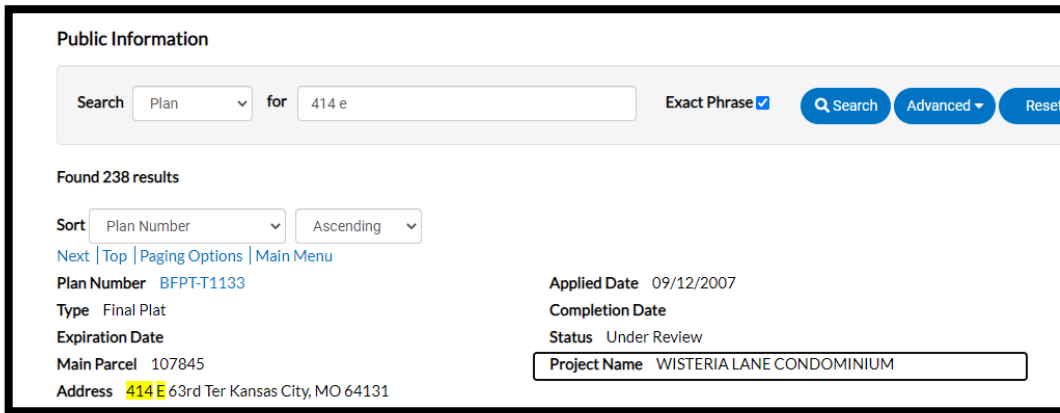 Public Information
Search Plan for 414 e Exact Phrase Search Advanced Reset
Found 238 results
Sort Plan Number Ascending
Next | Top | Paging Options | Main Menu
Plan Number BFPT-T1133 Applied Date 09/12/2007
Type Final Plat Completion Date
Expiration Date Status Under Review
Main Parcel 107845 Project Name WISTERIA LANE CONDOMINIUM
Address 414 E 63rd Ter Kansas City, MO 64131